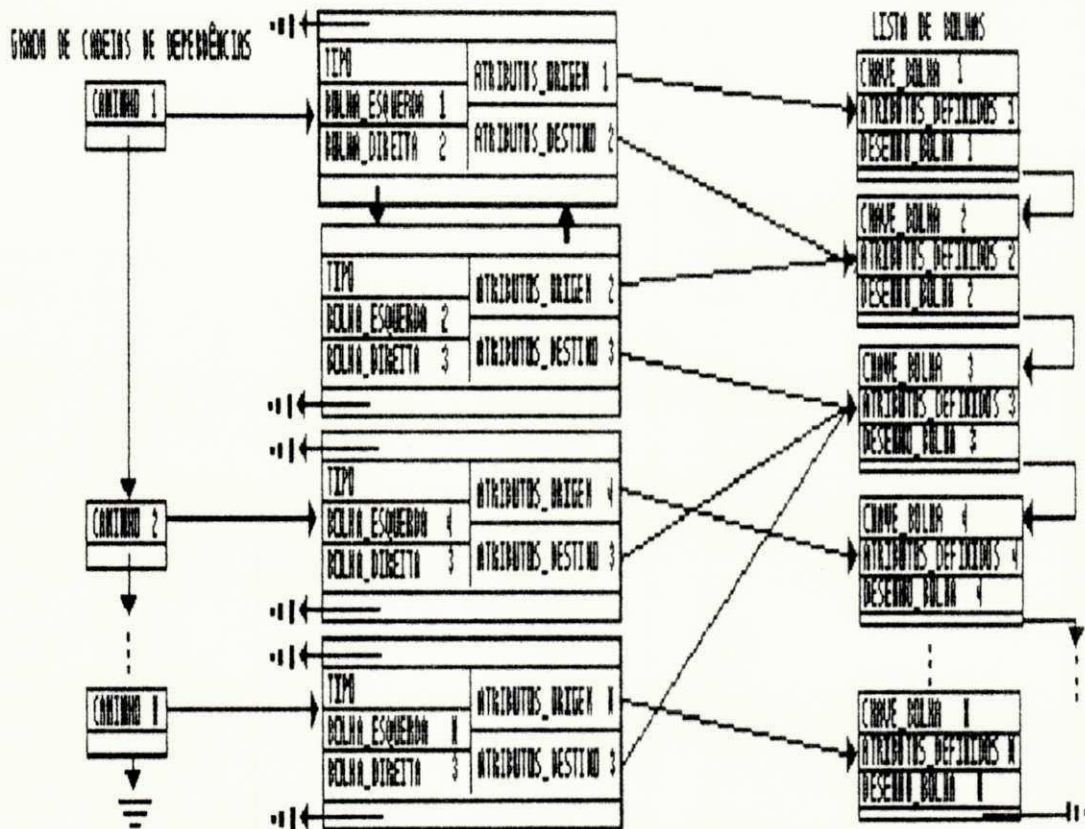 GRAFO DE CADEIAS DE DEPENDÊNCIAS
CAMINHO 1
TIPO
BOLHA_ESQUERDA 1
BOLHA_DIREITA 2
ATRIBUTOS_ORIGEM 1
ATRIBUTOS_DESTINO 2
TIPO
BOLHA_ESQUERDA 2
BOLHA_DIREITA 3
ATRIBUTOS_ORIGEM 2
ATRIBUTOS_DESTINO 3
CAMINHO 2
TIPO
BOLHA_ESQUERDA 4
BOLHA_DIREITA 3
ATRIBUTOS_ORIGEM 4
ATRIBUTOS_DESTINO 3
CAMINHO N
TIPO
BOLHA_ESQUERDA N
BOLHA_DIREITA 3
ATRIBUTOS_ORIGEM N
ATRIBUTOS_DESTINO 3
LISTA DE BOLHAS
CHAVE_BOLHA 1
ATRIBUTOS_DEFINIDOS 1
DESENHO_BOLHA 1
CHAVE_BOLHA 2
ATRIBUTOS_DEFINIDOS 2
DESENHO_BOLHA 2
CHAVE_BOLHA 3
ATRIBUTOS_DEFINIDOS 3
DESENHO_BOLHA 3
CHAVE_BOLHA 4
ATRIBUTOS_DEFINIDOS 4
DESENHO_BOLHA 4
CHAVE_BOLHA N
ATRIBUTOS_DEFINIDOS N
DESENHO_BOLHA N